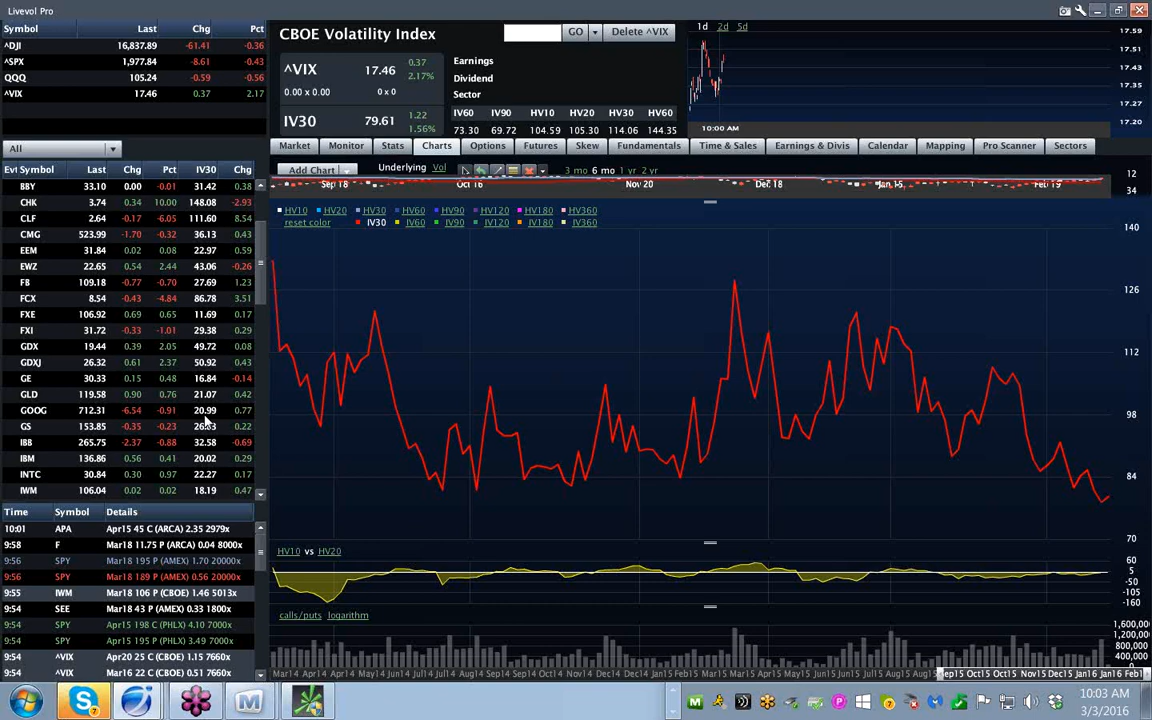 Livevol Pro
Symbol Last Chg Pct
^DJI 16,837.89 -61.41 -0.36
^SPX 1,977.84 -8.61 -0.43
QQQ 105.24 -0.59 -0.56
^VIX 17.46 0.37 2.17
CBOE Volatility Index GO Delete ^VIX
^VIX 17.46 0.37 2.17%
0.00 x 0.00 0 x 0
IV30 79.61 1.22 1.56%
Earnings
Dividend
Sector
IV60 IV90 HV10 HV20 HV30 HV60
73.30 69.72 104.59 105.30 114.06 144.35
1d 2d 5d
17.59
17.51
17.43
17.35
17.27
17.20
10:00 AM
Market Monitor Stats Charts Options Futures Skew Fundamentals Time & Sales Earnings & Divis Calendar Mapping Pro Scanner Sectors
Add Chart Underlying Vol 3 mo 6 mo 1 yr 2 yr
12
34
Sep 18 Oct 16 Nov 20 Dec 18 Jan 15 Feb 19
HV10 HV20 HV30 HV60 HV90 HV120 HV180 HV360
reset color IV30 IV60 IV90 IV120 IV180 IV360
140
126
112
98
84
70
HV10 vs HV20
60
5
-50
-105
-160
calls/puts logarithm
1,600,000
1,200,000
800,000
400,000
0
All
Symbol Last Chg Pct IV30 Chg
BBY 33.10 0.00 -0.01 31.42 0.38
CHK 3.74 0.34 10.00 148.08 -2.93
CLF 2.64 -0.17 -6.05 111.60 8.54
CMG 523.99 -1.70 -0.32 36.13 0.43
EEM 31.84 0.02 0.08 22.97 0.59
EWZ 22.65 0.54 2.44 43.06 -0.26
FB 109.18 -0.77 -0.70 27.69 1.23
FCX 8.54 -0.43 -4.84 86.78 3.51
FXE 106.92 0.69 0.65 11.69 0.17
FXI 31.72 -0.33 -1.01 29.38 0.29
GDX 19.44 0.39 2.05 49.72 0.08
GDXJ 26.32 0.61 2.37 50.92 0.43
GE 30.33 0.15 0.48 16.84 -0.14
GLD 119.58 0.90 0.76 21.07 0.42
GOOG 712.31 -6.54 -0.91 20.99 0.77
GS 153.85 -0.35 -0.23 0.22
IBB 265.75 -2.37 -0.88 32.58 -0.69
IBM 136.86 0.56 0.41 20.02 0.29
INTC 30.84 0.30 0.97 22.27 0.17
IWM 106.04 0.02 0.02 18.19 0.47
Time Symbol Details
10:01 APA Apr15 45 C (ARCA) 2.35 2979x
9:58 F Mar18 11.75 P (ARCA) 0.04 8000x
9:56 SPY Mar18 195 P (AMEX) 1.70 20000x
9:56 SPY Mar18 189 P (AMEX) 0.56 20000x
9:55 IWM Mar18 106 P (CBOE) 1.46 5013x
9:54 SEE Mar18 43 P (AMEX) 0.33 1800x
9:54 SPY Apr15 198 C (PHLX) 4.10 7000x
9:54 SPY Apr15 195 P (PHLX) 3.49 7000x
9:54 ^VIX Apr20 25 C (CBOE) 1.15 7660x
9:54 ^VIX Mar16 22 C (CBOE) 0.51 7660x
10:03 AM
3/3/2016